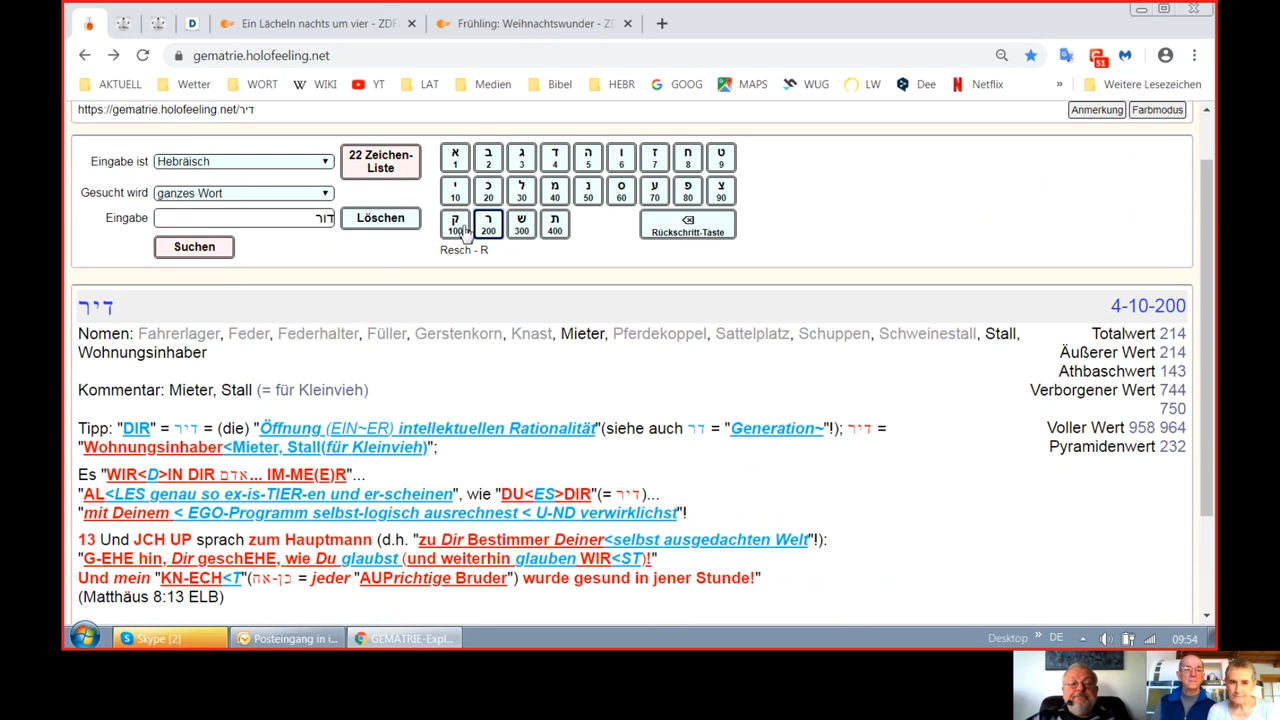 Ein Lächeln nachts um vier - ZDF
Frühling: Weihnachtswunder - ZD
gematrie.holofeeling.net
51
AKTUELL Wetter WORT WIKI YT LAT Medien Bibel HEBR GOOG MAPS WUG LW Dee Netflix » Weitere Lesezeichen
https://gematrie.holofeeling.net/דיר
Anmerkung Farbmodus
Eingabe ist Hebräisch
22 Zeichen-Liste
Gesucht wird ganzes Wort
Eingabe דור Löschen
Suchen
א ב ג ד ה ו ז ח ט
1 2 3 4 5 6 7 8 9
י כ ל מ נ ס ע פ צ
10 20 30 40 50 60 70 80 90
ק ר ש ת
100 200 300 400 Rückschritt-Taste
Resch - R
דיר 4-10-200
Nomen: Fahrerlager, Feder, Federhalter, Füller, Gerstenkorn, Knast, Mieter, Pferdekoppel, Sattelplatz, Schuppen, Schweinestall, Stall,
Wohnungsinhaber
Totalwert 214
Äußerer Wert 214
Athbaschwert 143
Verborgener Wert 744
750
Voller Wert 958 964
Pyramidenwert 232
Kommentar: Mieter, Stall (= für Kleinvieh)
Tipp: "DIR" = דיר = (die) "Öffnung (EIN~ER) intellektuellen Rationalität"(siehe auch דר = "Generation~"!); דיר =
"Wohnungsinhaber<Mieter, Stall(für Kleinvieh)";
Es "WIR<D>IN DIR אדם... IM-ME(E)R"...
"AL<LES genau so ex-is-TIER-en und er-scheinen", wie "DU<ES>DIR"(= דיר)...
"mit Deinem < EGO-Programm selbst-logisch ausrechnest < U-ND verwirklichst"!
13 Und JCH UP sprach zum Hauptmann (d.h. "zu Dir Bestimmer Deiner<selbst ausgedachten Welt"!):
"G-EHE hin, Dir geschEHE, wie Du glaubst (und weiterhin glauben WIR<ST)!"
Und mein "KN-ECH<T"(כן-אח = jeder "AUPrichtige Bruder") wurde gesund in jener Stunde!"
(Matthäus 8:13 ELB)
Skype [2] Posteingang in i... GEMATRIE-Expl... Desktop » DE 09:54